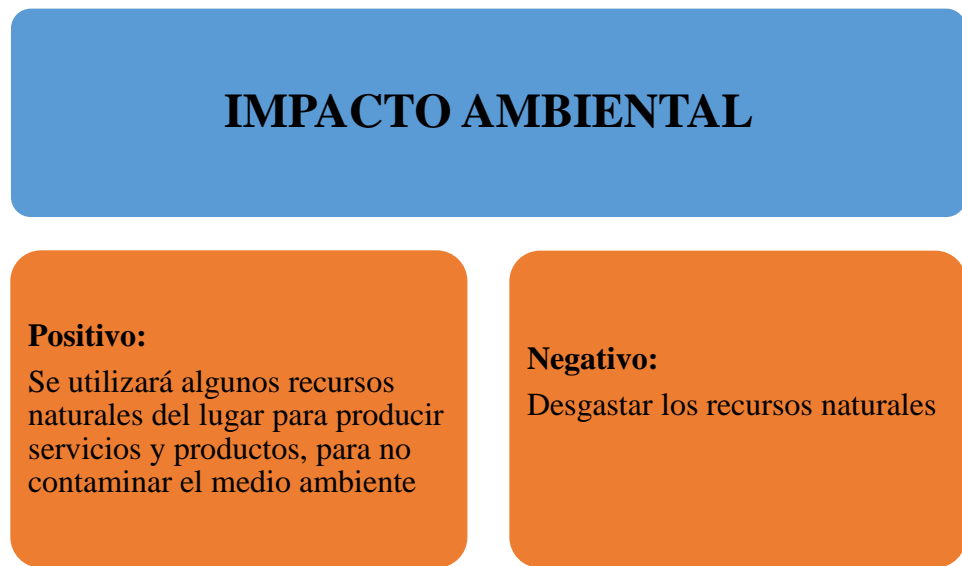 IMPACTO AMBIENTAL
Positivo:
Se utilizará algunos recursos
naturales del lugar para producir
servicios y productos, para no
contaminar el medio ambiente
Negativo:
Desgastar los recursos naturales